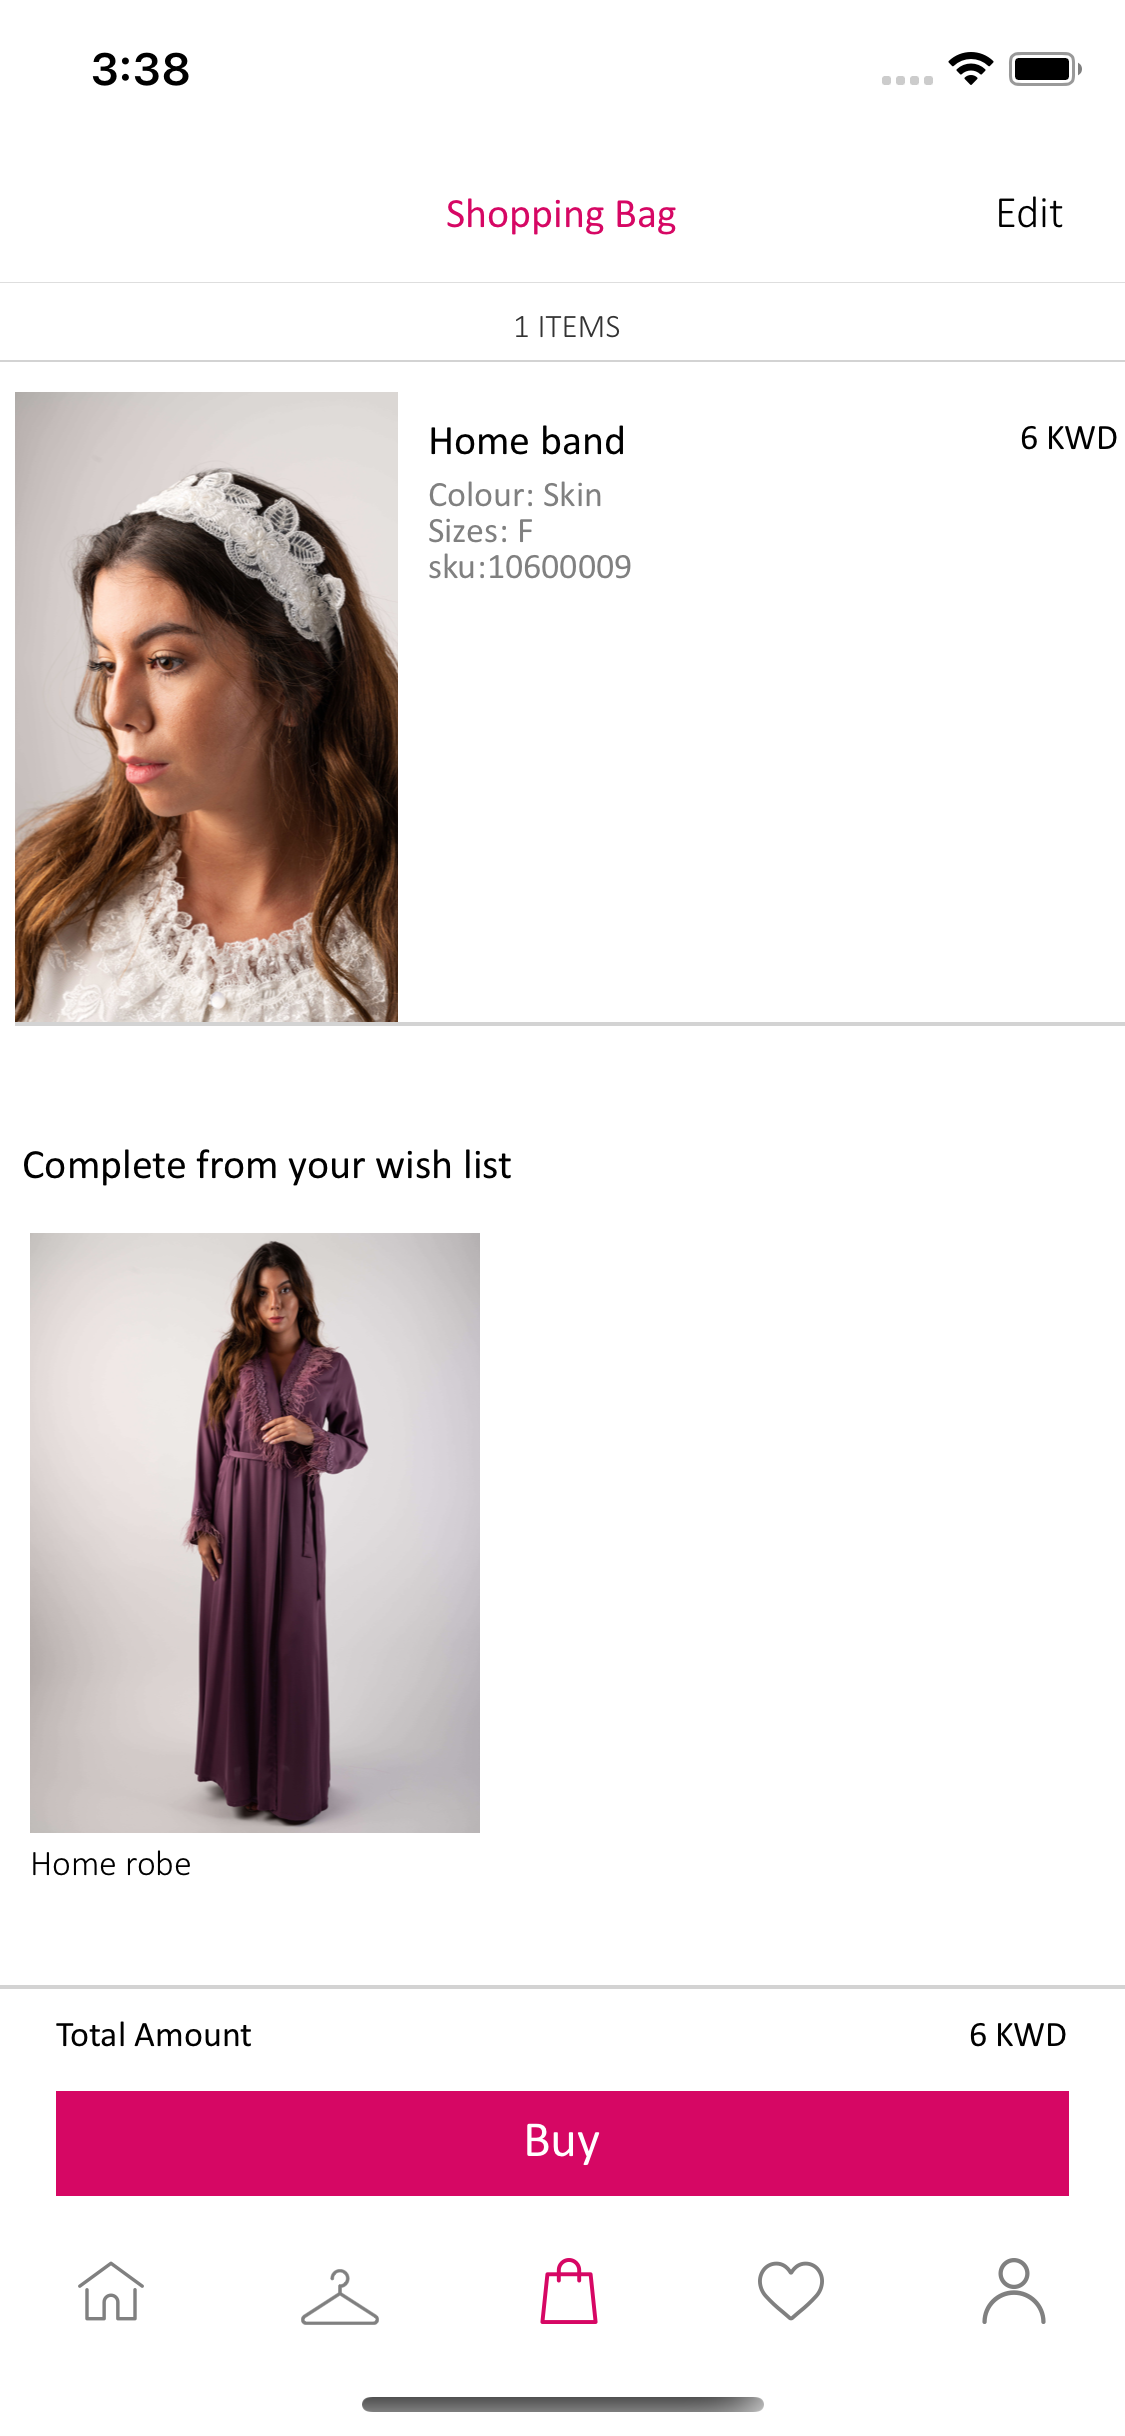 3:38
Shopping Bag
Edit
1 ITEMS
Home band
6 KWD
Colour: Skin
Sizes: F
sku:10600009
Complete from your wish list
Home robe
Total Amount
6 KWD
Buy